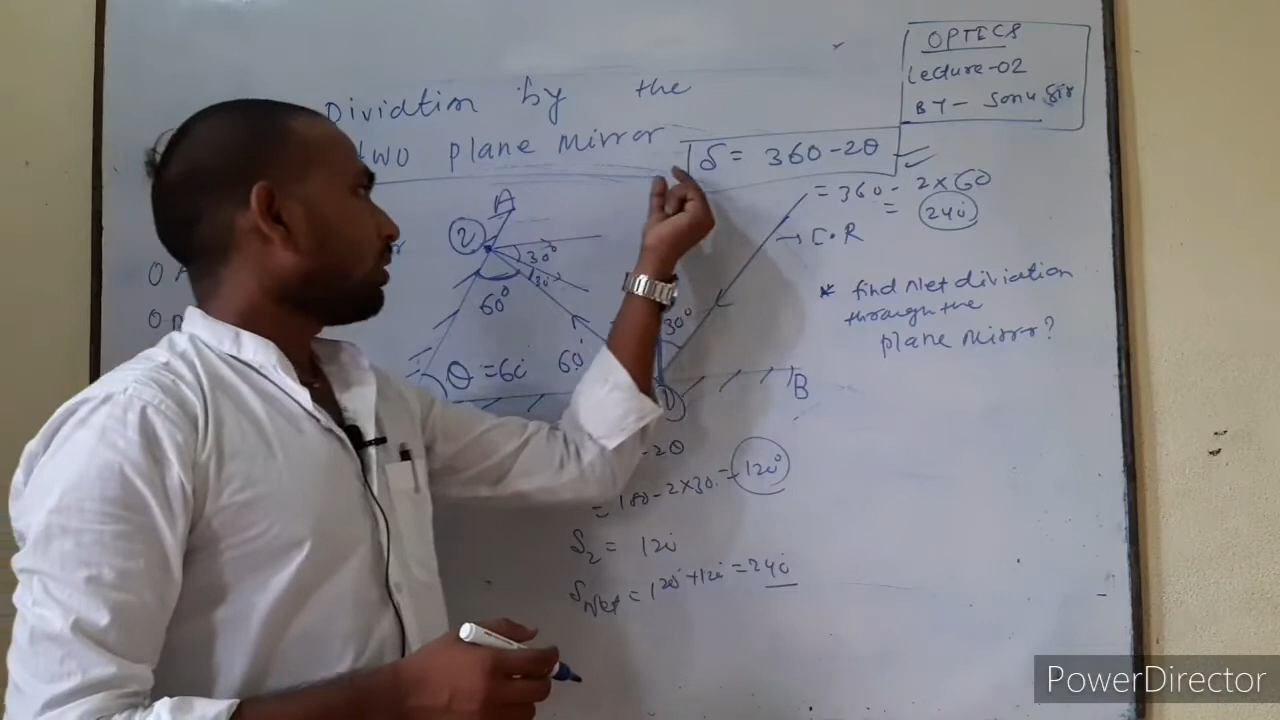 OPTICS
Lecture-02
BY - Sonu Sir
Dividtion by the
two plane Mirror
δ = 360-2θ
= 360 - 2×60
= 240
→ I.R
* find Net diviation
through the
plane Mirror?
A
2
30°
30°
60°
θ = 60°
60°
30°
1
B
-2θ
= 180-2×30 = 120°
δ2 = 120
δNet = 120°+120 = 240
PowerDirector